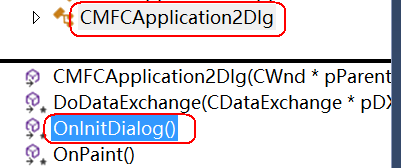 CMFCApplication2Dlg
CMFCApplication2Dlg(CWnd * pParent
DoDataExchange(CDataExchange * pDX
OnInitDialog()
OnPaint()